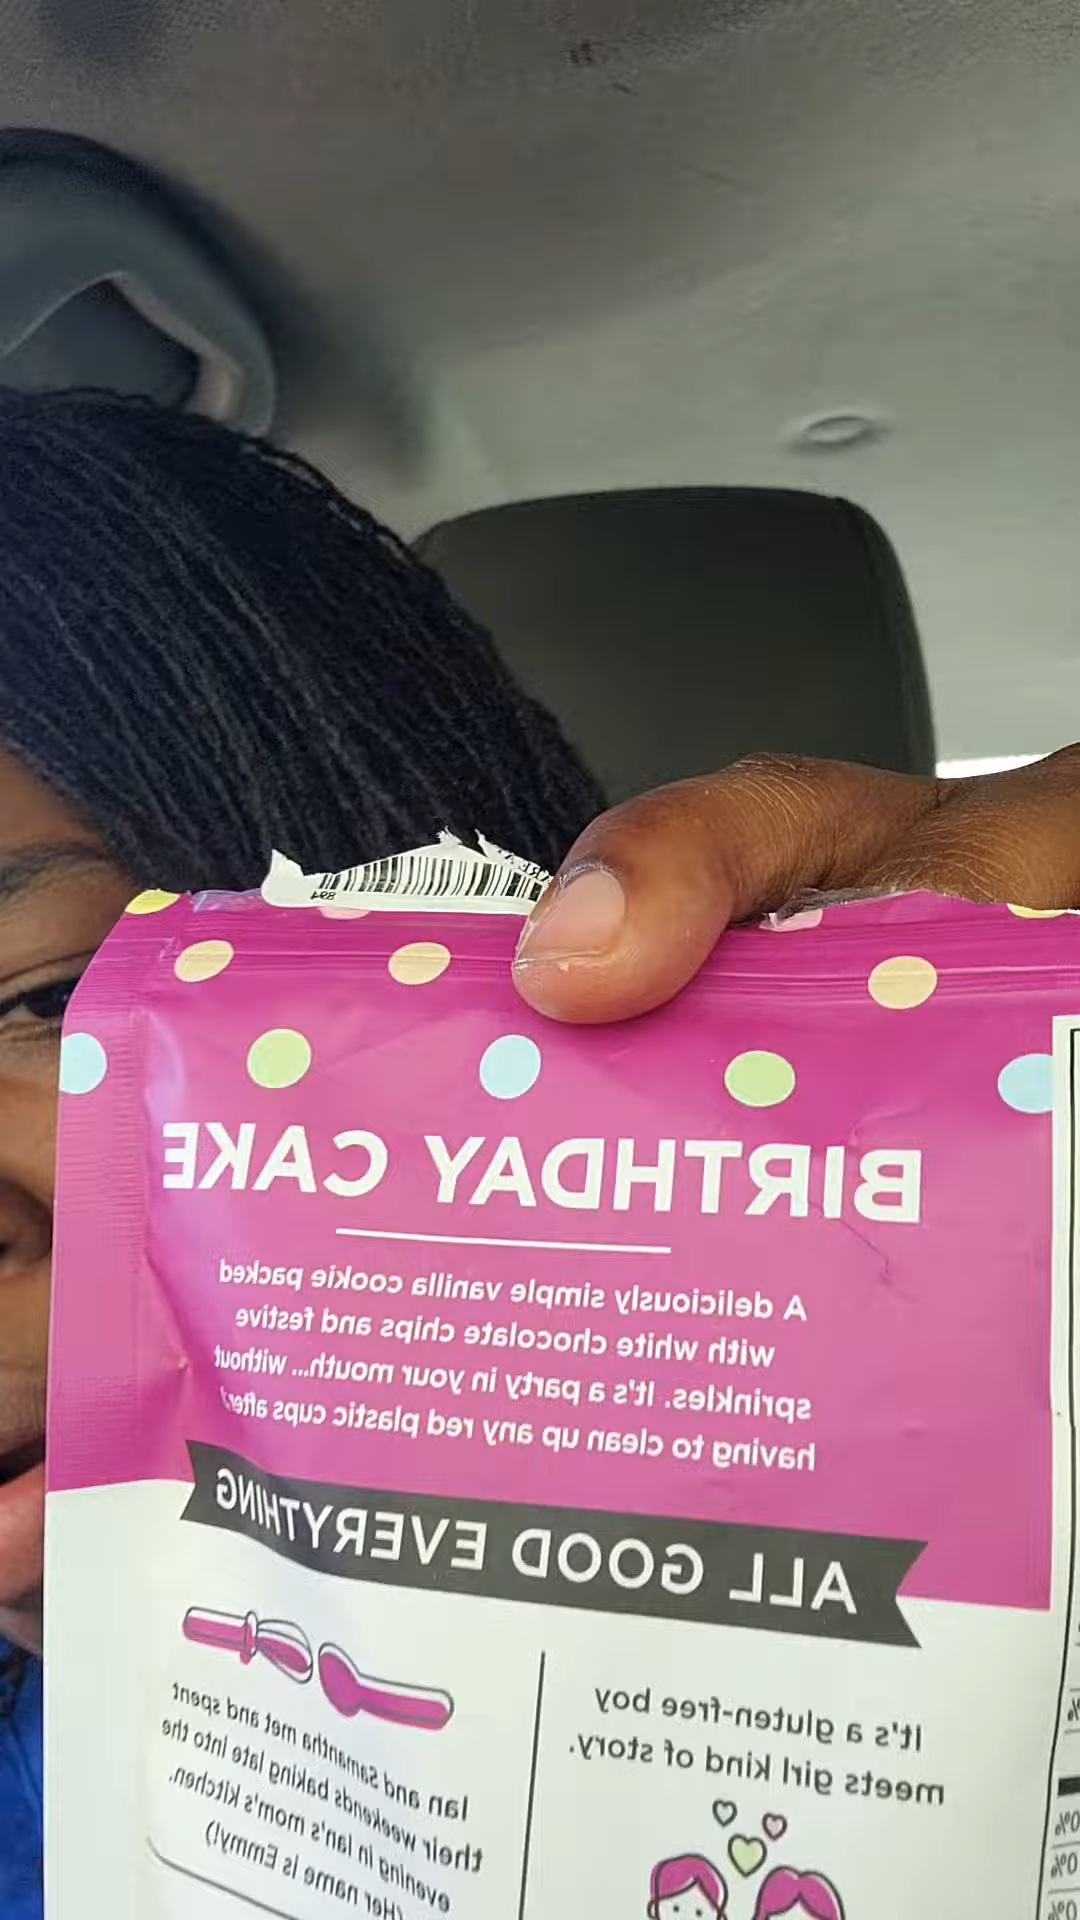 BIRTHDAY CAKE
A deliciously simple vanilla cookie packed
with white chocolate chips and festive
sprinkles. It's a party in your mouth... without
having to clean up any red plastic cups after!
ALL GOOD EVERYTHING
It's a gluten-free boy
meets girl kind of story.
Ian and Samantha met and spent
their weekends baking late into the
evening in Ian's mom's kitchen.
(Her name is Emmy!)